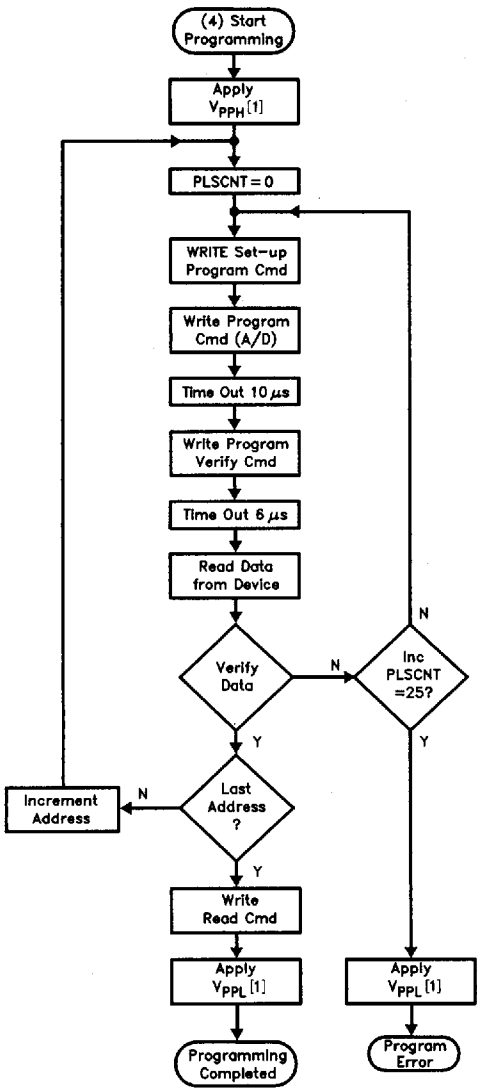 (4) Start
Programming
Apply
VPPH[1]
PLSCNT=0
WRITE Set-up
Program Cmd
Write Program
Cmd (A/D)
Time Out 10 μs
Write Program
Verify Cmd
Time Out 6 μs
Read Data
from Device
Verify
Data
N
Inc
PLSCNT
=25?
N
Y
Y
Last
Address
?
N
Increment
Address
Y
Write
Read Cmd
Apply
VPPL[1]
Apply
VPPL[1]
Programming
Completed
Program
Error